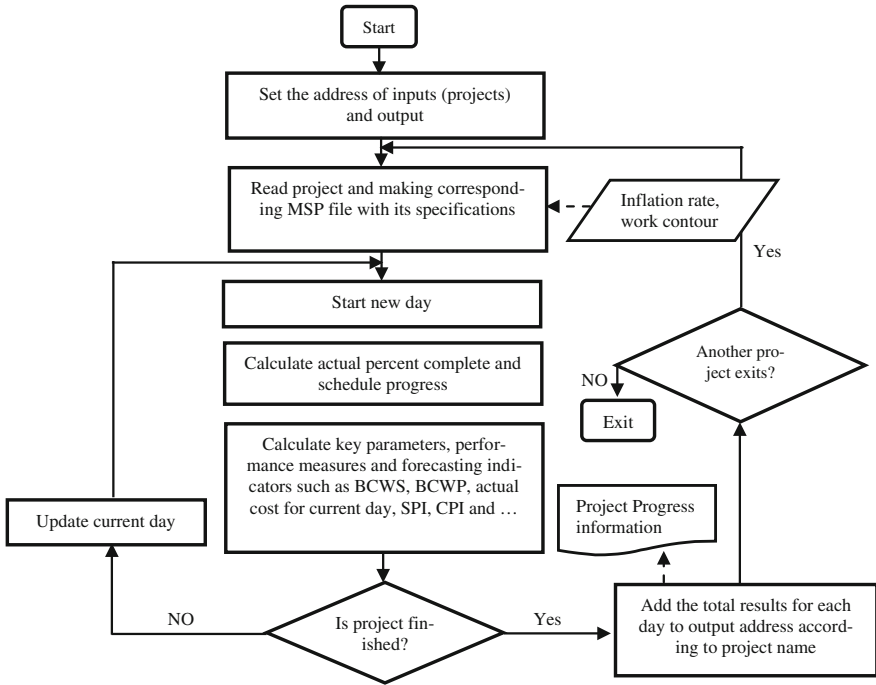 Start
Set the address of inputs (projects)
and output
Read project and making correspond-
ing MSP file with its specifications
Inflation rate,
work contour
Yes
Start new day
Calculate actual percent complete and
schedule progress
Another pro-
ject exits?
NO
Exit
Calculate key parameters, perfor-
mance measures and forecasting indi-
cators such as BCWS, BCWP, actual
cost for current day, SPI, CPI and …
Update current day
Project Progress
information
Is project fin-
ished?
NO
Yes
Add the total results for each
day to output address accord-
ing to project name